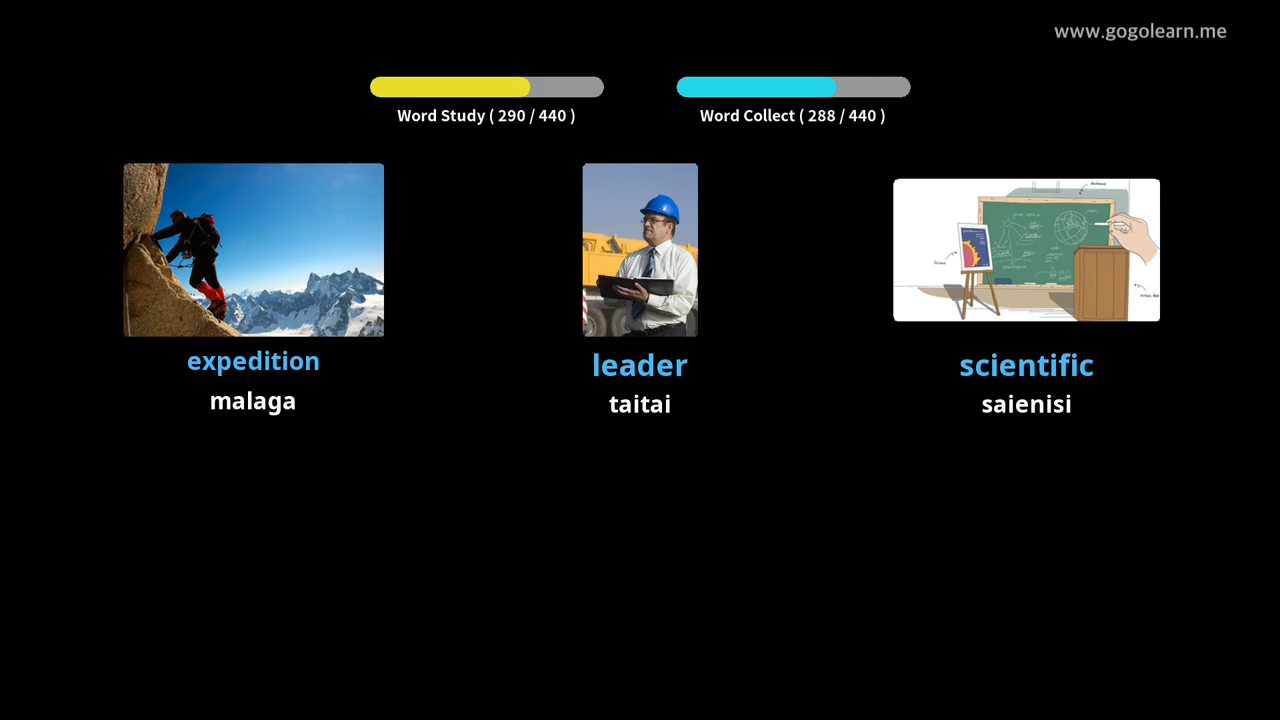 www.gogolearn.me
Word Study ( 290 / 440 )
Word Collect ( 288 / 440 )
expedition
malaga
leader
taitai
scientific
saienisi